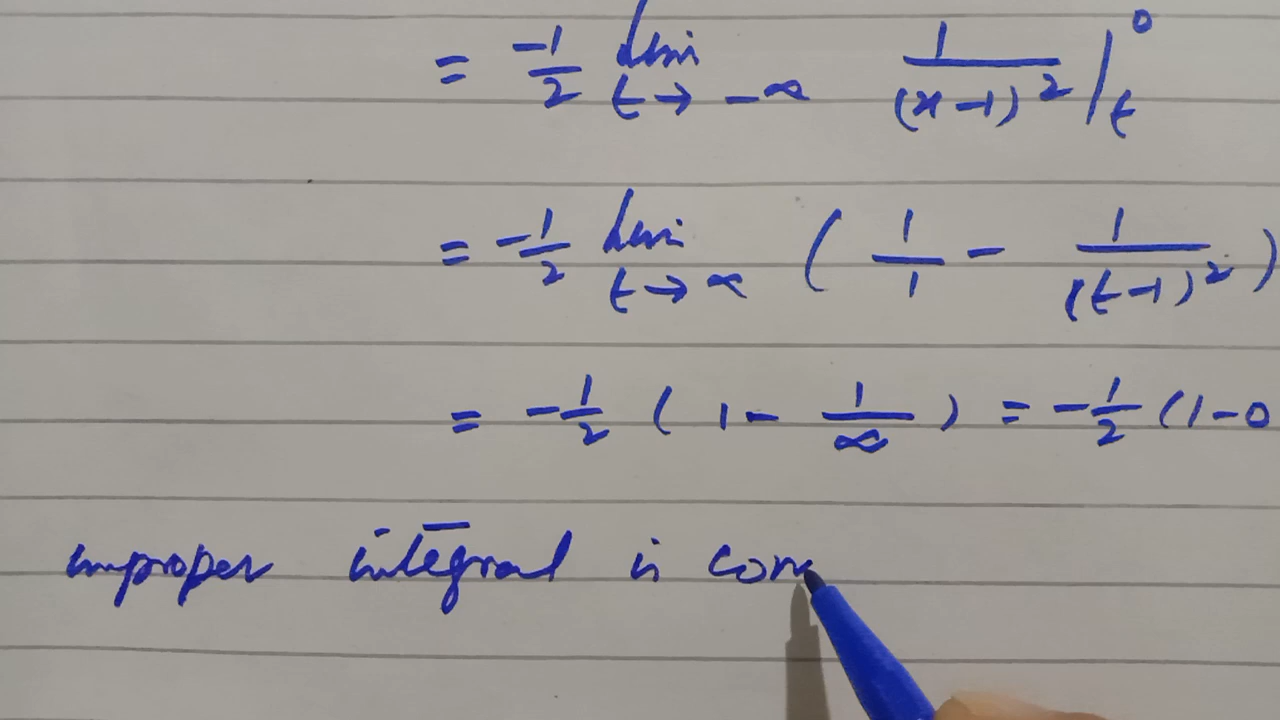 = -1/2 lim t→ -∞ 1/(x-1)² |ₜ⁰
= -1/2 lim t→∞ ( 1/1 - 1/(t-1)² )
= -1/2 ( 1 - 1/∞ ) = -1/2 (1-0
improper integral is conv